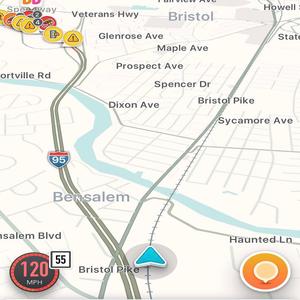 Fairview Ave
Howell
Speedway
Veterans Hwy
Bristol
Glenrose Ave
State
Maple Ave
ortville Rd
Prospect Ave
Spencer Dr
Dixon Ave
Bristol Pike
Sycamore Ave
95
Bensalem
nsalem Blvd
Haunted Ln
55
120
MPH
Bristol Pike